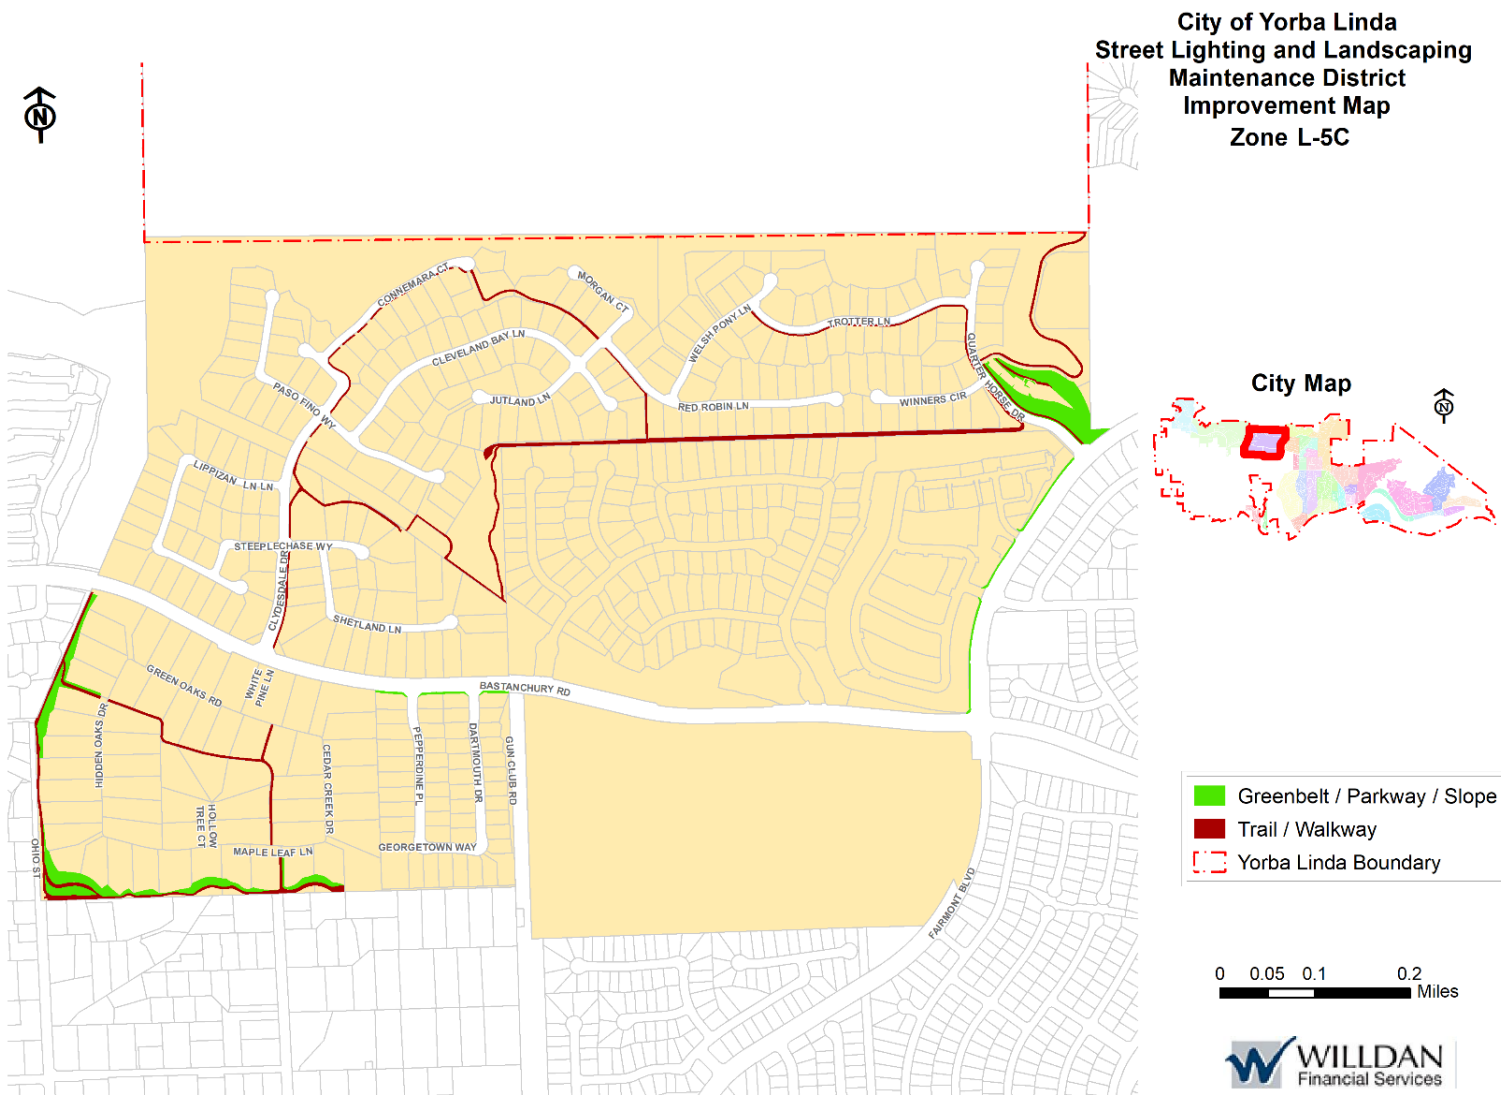 City of Yorba Linda
Street Lighting and Landscaping
Maintenance District
Improvement Map
Zone L-5C
N
CONNEMARA CT
MORGAN CT
WELSH PONY LN
TROTTER LN
CLEVELAND BAY LN
QUARTER HORSE DR
PASO FINO WY
JUTLAND LN
RED ROBIN LN
WINNERS CIR
LIPPIZAN LN LN
STEEPLECHASE WY
CLYDESDALE DR
SHETLAND LN
GREEN OAKS RD
WHITE
PINE LN
BASTANCHURY RD
HIDDEN OAKS DR
PEPPERDINE PL
DARTMOUTH DR
GUN CLUB RD
CEDAR CREEK DR
HOLLOW
TREE CT
OHIO ST
MAPLE LEAF LN
GEORGETOWN WAY
FAIRMONT BLVD
City Map
N
Greenbelt / Parkway / Slope
Trail / Walkway
Yorba Linda Boundary
0 0.05 0.1 0.2
Miles
WILLDAN
Financial Services